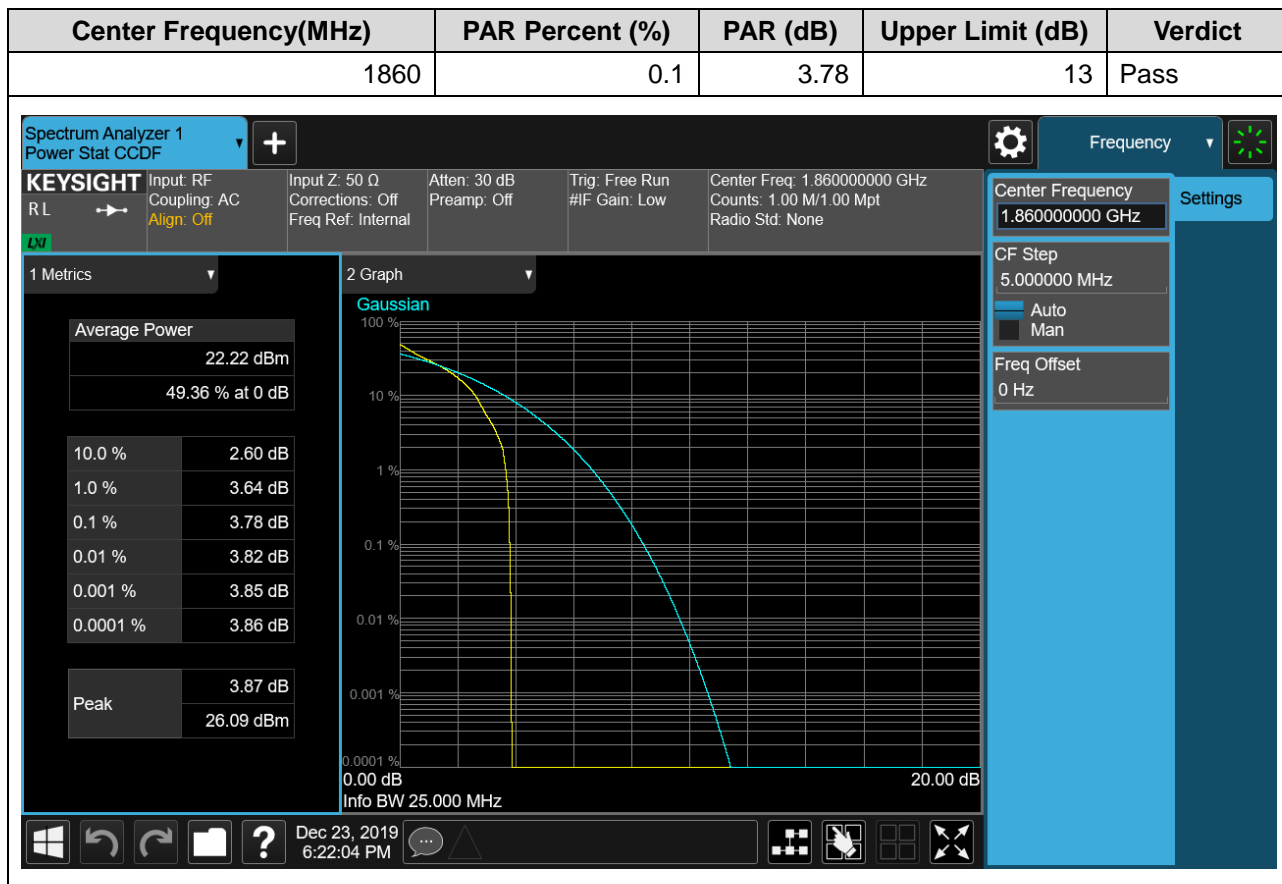 Center Frequency(MHz) PAR Percent (%) PAR (dB) Upper Limit (dB) Verdict
1860 0.1 3.78 13 Pass
Spectrum Analyzer 1
Power Stat CCDF
Frequency
KEYSIGHT
R L
LXI
Input: RF
Coupling: AC
Align: Off
Input Z: 50 Ω
Corrections: Off
Freq Ref: Internal
Atten: 30 dB
Preamp: Off
Trig: Free Run
#IF Gain: Low
Center Freq: 1.860000000 GHz
Counts: 1.00 M/1.00 Mpt
Radio Std: None
Center Frequency
1.860000000 GHz
Settings
CF Step
5.000000 MHz
Auto
Man
Freq Offset
0 Hz
1 Metrics
Average Power
22.22 dBm
49.36 % at 0 dB
10.0 % 2.60 dB
1.0 % 3.64 dB
0.1 % 3.78 dB
0.01 % 3.82 dB
0.001 % 3.85 dB
0.0001 % 3.86 dB
Peak
3.87 dB
26.09 dBm
2 Graph
Gaussian
100 %
10 %
1 %
0.1 %
0.01 %
0.001 %
0.0001 %
0.00 dB 20.00 dB
Info BW 25.000 MHz
?
Dec 23, 2019
6:22:04 PM